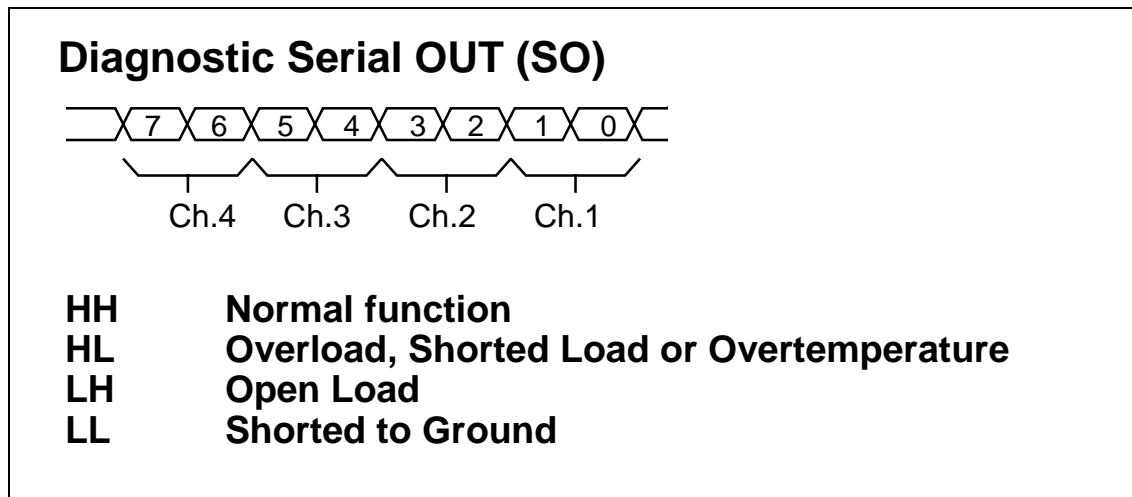 Diagnostic Serial OUT (SO)
7 6 5 4 3 2 1 0
Ch.4 Ch.3 Ch.2 Ch.1
HH Normal function
HL Overload, Shorted Load or Overtemperature
LH Open Load
LL Shorted to Ground